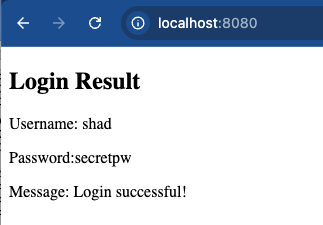 localhost:8080
Login Result
Username: shad
Password:secretpw
Message: Login successful!